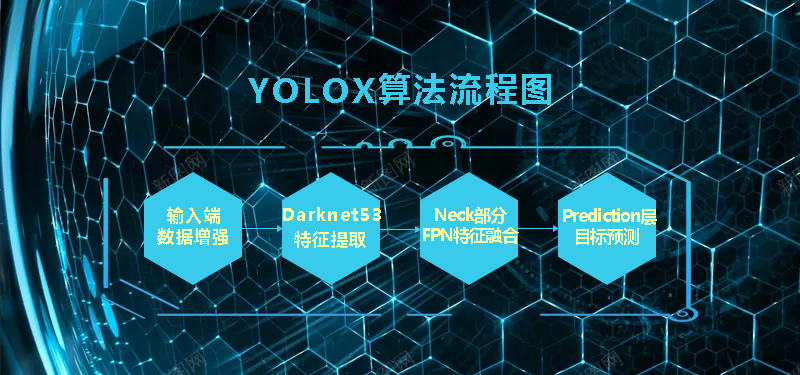 YOLOX算法流程图
输入端
数据增强
Darknet53
特征提取
Neck部分
FPN特征融合
Prediction层
目标预测